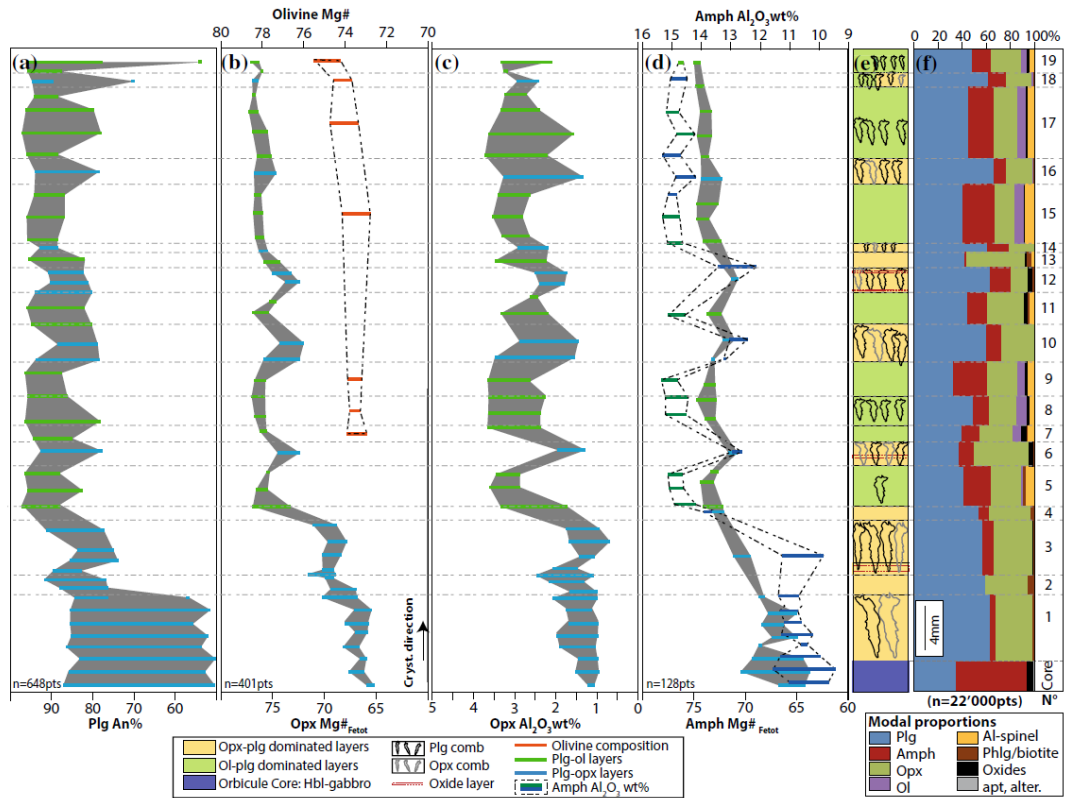 Olivine Mg#
80 78 76 74 72 70
Amph Al2O3wt%
16 15 14 13 12 11 10 9
0 20 40 60 80 100%
(a) (b) (c) (d) (e) (f)
19
18
17
16
15
14
13
12
11
10
9
8
7
6
5
4
3
2
1
Core
4mm
Cryst. direction
n=648pts n=401pts n=128pts
90 80 70 60
Plg An%
75 70 65
Opx Mg#Fetot
5 4 3 2 1 0
Opx Al2O3wt%
75 70 65 60
Amph Mg#Fetot
(n=22'000pts) N°
Opx-plg dominated layers
Ol-plg dominated layers
Orbicule Core: Hbl-gabbro
Plg comb
Opx comb
Oxide layer
Olivine composition
Plg-ol layers
Plg-opx layers
Amph Al2O3 wt%
Modal proportions
Plg Al-spinel
Amph Phlg/biotite
Opx Oxides
Ol apt, alter.